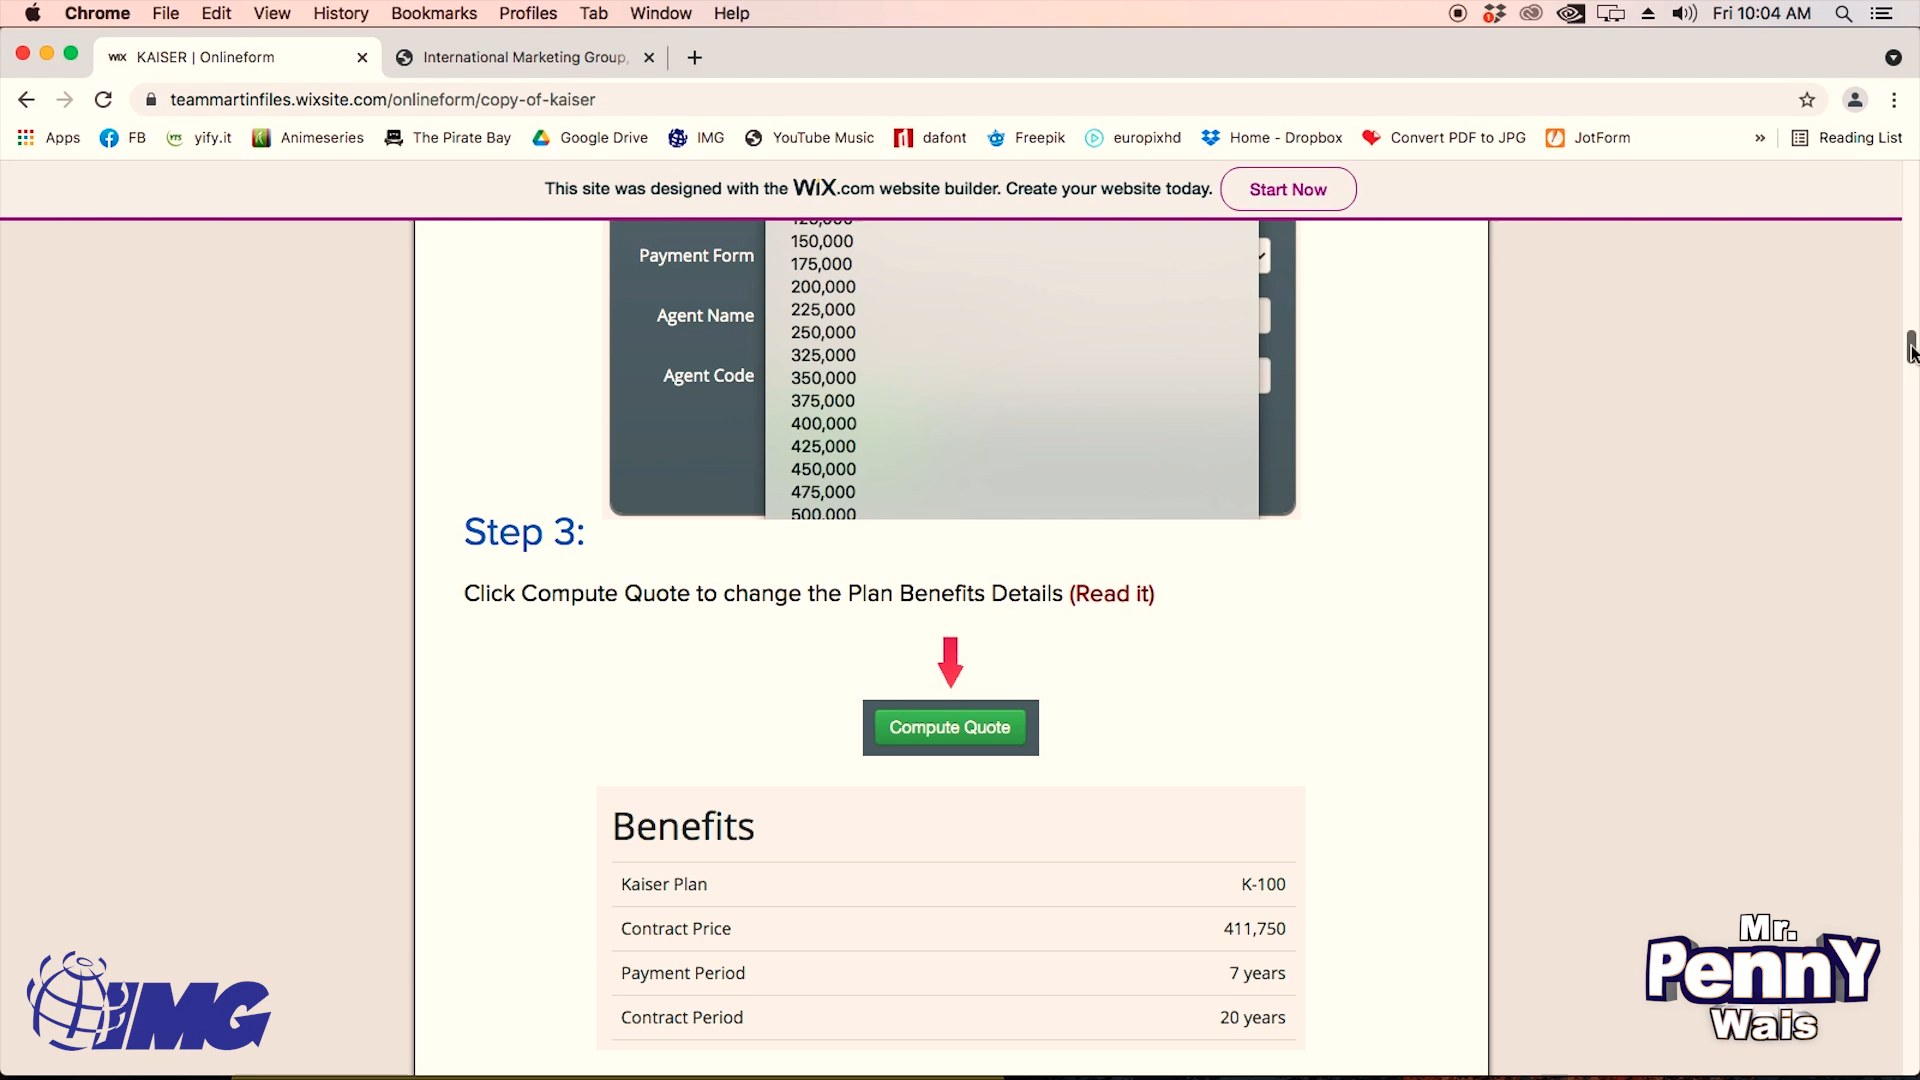 Chrome File Edit View History Bookmarks Profiles Tab Window Help Fri 10:04 AM
WiX KAISER | Onlineform International Marketing Group,
teammartinfiles.wixsite.com/onlineform/copy-of-kaiser
Apps FB YTS yify.it Animeseries The Pirate Bay Google Drive IMG YouTube Music dafont Freepik europixhd Home - Dropbox Convert PDF to JPG JotForm » Reading List
This site was designed with the WiX.com website builder. Create your website today. Start Now
150,000
Payment Form
175,000
200,000
Agent Name
225,000
250,000
325,000
Agent Code
350,000
375,000
400,000
425,000
450,000
475,000
500,000
Step 3:
Click Compute Quote to change the Plan Benefits Details (Read it)
Compute Quote
Benefits
Kaiser Plan K-100
Contract Price 411,750
Payment Period 7 years
Contract Period 20 years
IMG
Mr.
PennY
Wais